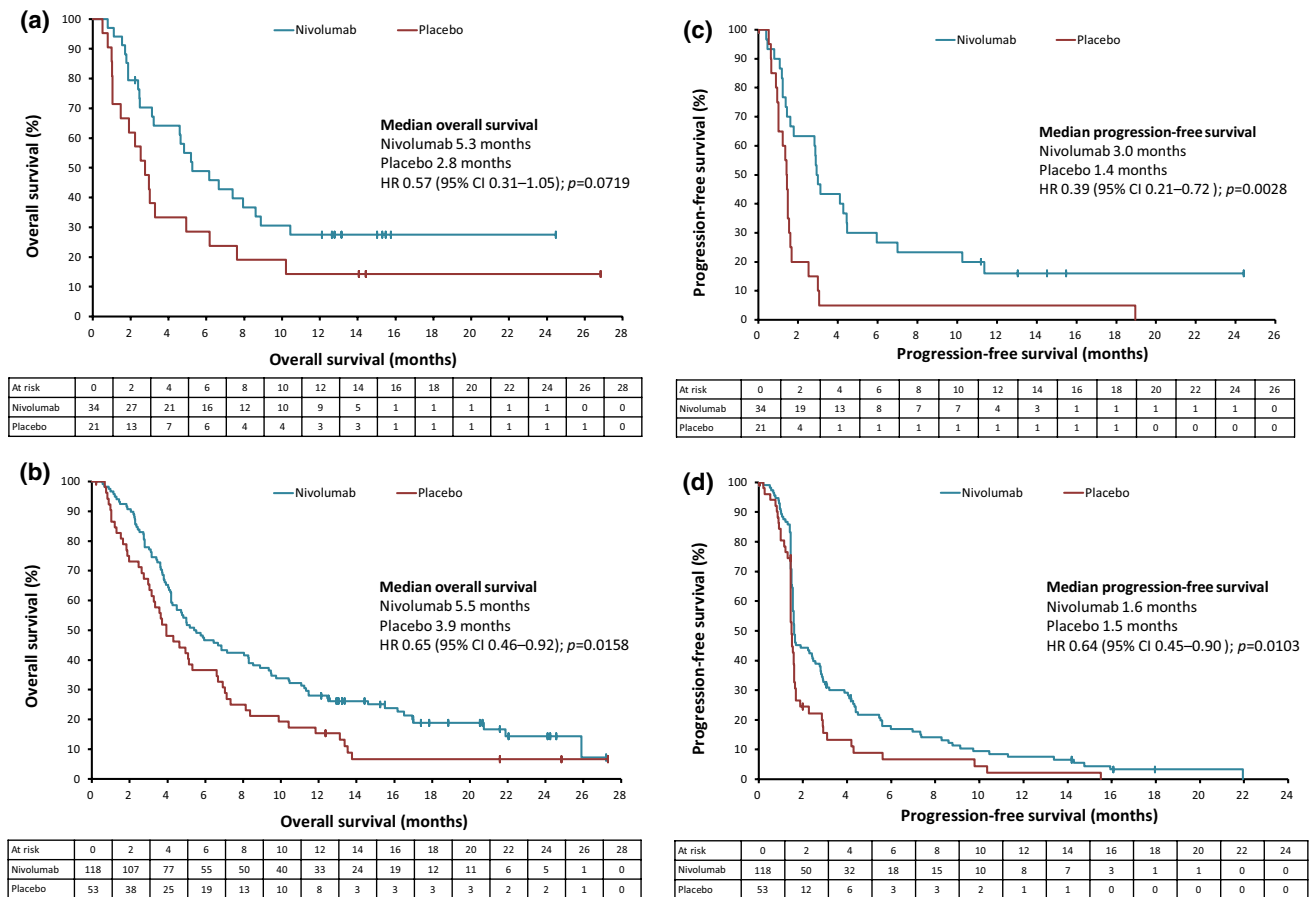 (a)
Nivolumab Placebo
Overall survival (%)
100
90
80
70
60
50
40
30
20
10
0
Median overall survival
Nivolumab 5.3 months
Placebo 2.8 months
HR 0.57 (95% CI 0.31–1.05); p=0.0719
0 2 4 6 8 10 12 14 16 18 20 22 24 26 28
Overall survival (months)
At risk 0 2 4 6 8 10 12 14 16 18 20 22 24 26 28
Nivolumab 34 27 21 16 12 10 9 5 1 1 1 1 1 0 0
Placebo 21 13 7 6 4 4 3 3 1 1 1 1 1 1 0
(b)
Nivolumab Placebo
Overall survival (%)
100
90
80
70
60
50
40
30
20
10
0
Median overall survival
Nivolumab 5.5 months
Placebo 3.9 months
HR 0.65 (95% CI 0.46–0.92); p=0.0158
0 2 4 6 8 10 12 14 16 18 20 22 24 26 28
Overall survival (months)
At risk 0 2 4 6 8 10 12 14 16 18 20 22 24 26 28
Nivolumab 118 107 77 55 50 40 33 24 19 12 11 6 5 1 0
Placebo 53 38 25 19 13 10 8 3 3 3 3 2 2 1 0
(c)
Nivolumab Placebo
Progression-free survival (%)
100
90
80
70
60
50
40
30
20
10
0
Median progression-free survival
Nivolumab 3.0 months
Placebo 1.4 months
HR 0.39 (95% CI 0.21–0.72 ); p=0.0028
0 2 4 6 8 10 12 14 16 18 20 22 24 26
Progression-free survival (months)
At risk 0 2 4 6 8 10 12 14 16 18 20 22 24 26
Nivolumab 34 19 13 8 7 7 4 3 1 1 1 1 1 0
Placebo 21 4 1 1 1 1 1 1 1 1 0 0 0 0
(d)
Nivolumab Placebo
Progression-free survival (%)
100
90
80
70
60
50
40
30
20
10
0
Median progression-free survival
Nivolumab 1.6 months
Placebo 1.5 months
HR 0.64 (95% CI 0.45–0.90 ); p=0.0103
0 2 4 6 8 10 12 14 16 18 20 22 24
Progression-free survival (months)
At risk 0 2 4 6 8 10 12 14 16 18 20 22 24
Nivolumab 118 50 32 18 15 10 8 7 3 1 1 0 0
Placebo 53 12 6 3 3 2 1 1 0 0 0 0 0